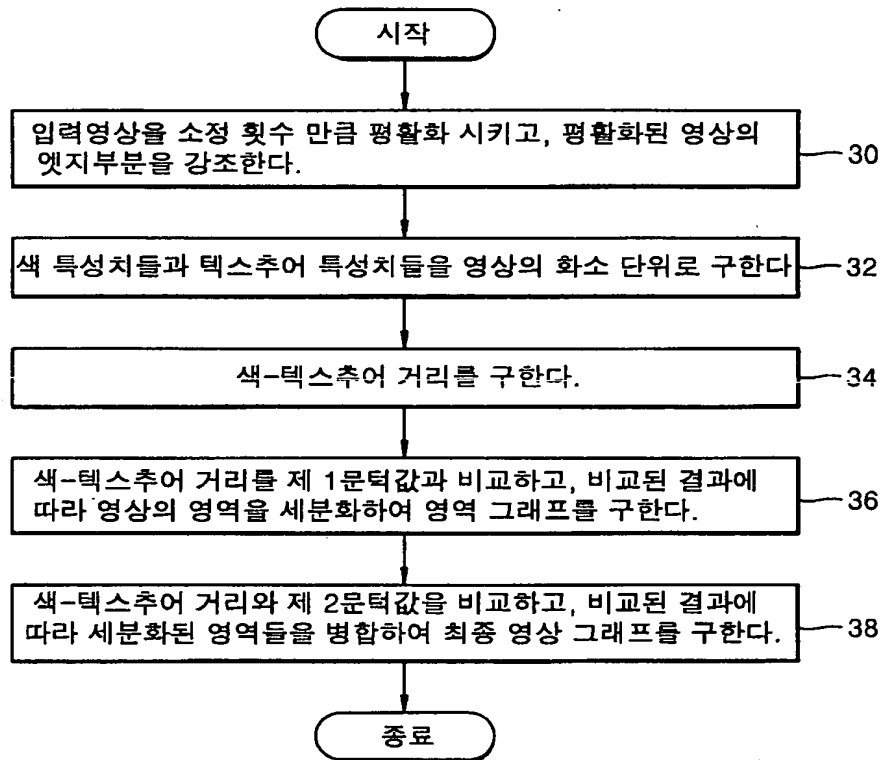 시작
입력영상을 소정 횟수 만큼 평활화 시키고, 평활화된 영상의
엣지부분을 강조한다.
30
색 특성치들과 텍스추어 특성치들을 영상의 화소 단위로 구한다
32
색-텍스추어 거리를 구한다.
34
색-텍스추어 거리를 제 1문턱값과 비교하고, 비교된 결과에
따라 영상의 영역을 세분화하여 영역 그래프를 구한다.
36
색-텍스추어 거리와 제 2문턱값을 비교하고, 비교된 결과에
따라 세분화된 영역들을 병합하여 최종 영상 그래프를 구한다.
38
종료